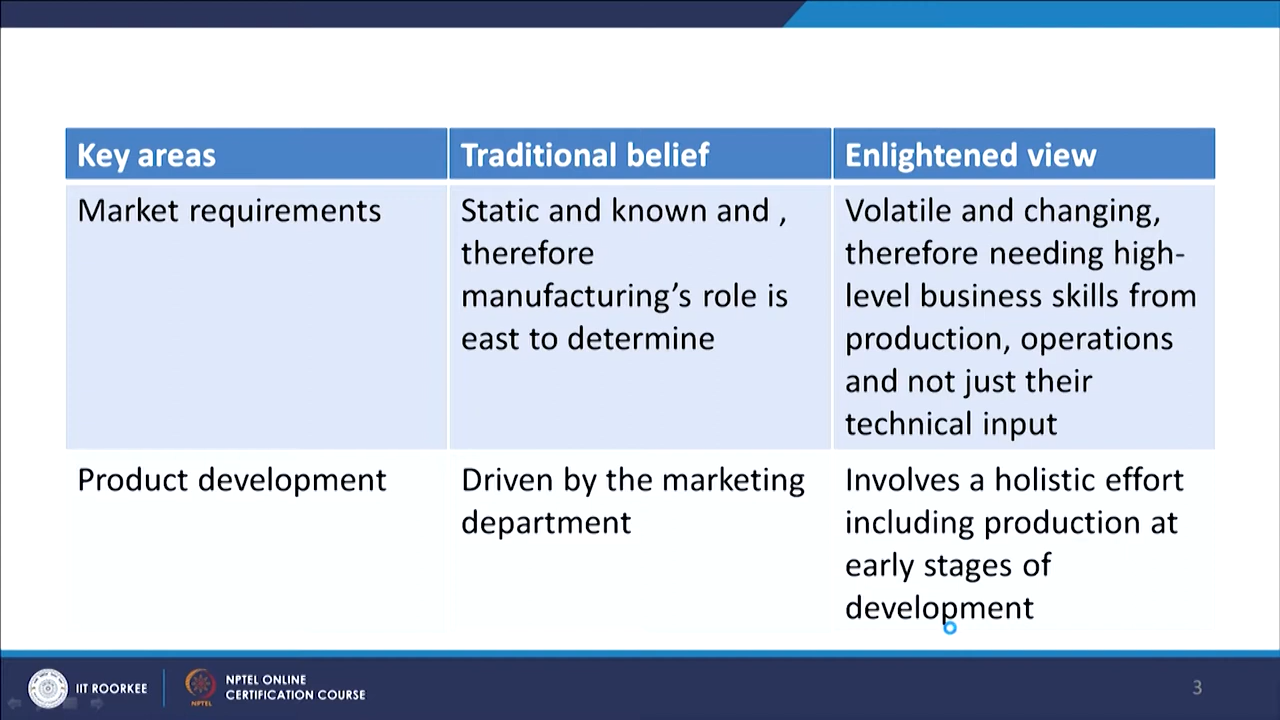 Key areas
Traditional belief
Enlightened view
Market requirements
Static and known and ,
therefore
manufacturing’s role is
east to determine
Volatile and changing,
therefore needing high-
level business skills from
production, operations
and not just their
technical input
Product development
Driven by the marketing
department
Involves a holistic effort
including production at
early stages of
development
IIT ROORKEE
NPTEL
NPTEL ONLINE
CERTIFICATION COURSE
3